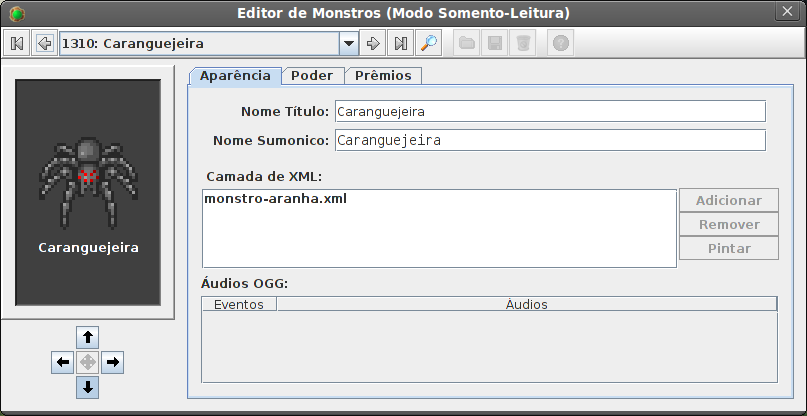 Editor de Monstros (Modo Somento-Leitura)
1310: Caranguejeira
Aparência Poder Prêmios
Nome Título: Caranguejeira
Nome Sumonico: Caranguejeira
Camada de XML:
monstro-aranha.xml
Adicionar
Remover
Pintar
Caranguejeira
Áudios OGG:
Eventos Áudios